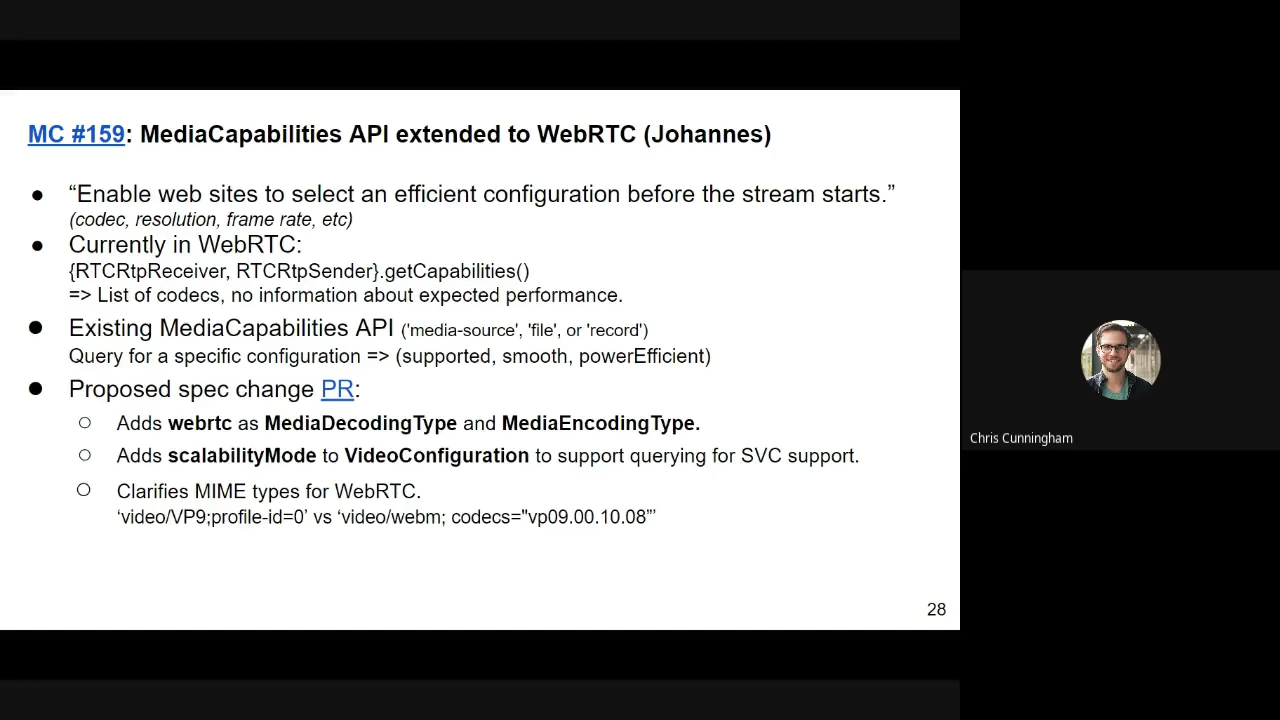 MC #159: MediaCapabilities API extended to WebRTC (Johannes)
● “Enable web sites to select an efficient configuration before the stream starts.”
(codec, resolution, frame rate, etc)
● Currently in WebRTC:
{RTCRtpReceiver, RTCRtpSender}.getCapabilities()
=> List of codecs, no information about expected performance.
● Existing MediaCapabilities API ('media-source', 'file', or 'record')
Query for a specific configuration => (supported, smooth, powerEfficient)
● Proposed spec change PR:
○ Adds webrtc as MediaDecodingType and MediaEncodingType.
○ Adds scalabilityMode to VideoConfiguration to support querying for SVC support.
○ Clarifies MIME types for WebRTC.
‘video/VP9;profile-id=0’ vs ‘video/webm; codecs="vp09.00.10.08”’
28
Chris Cunningham